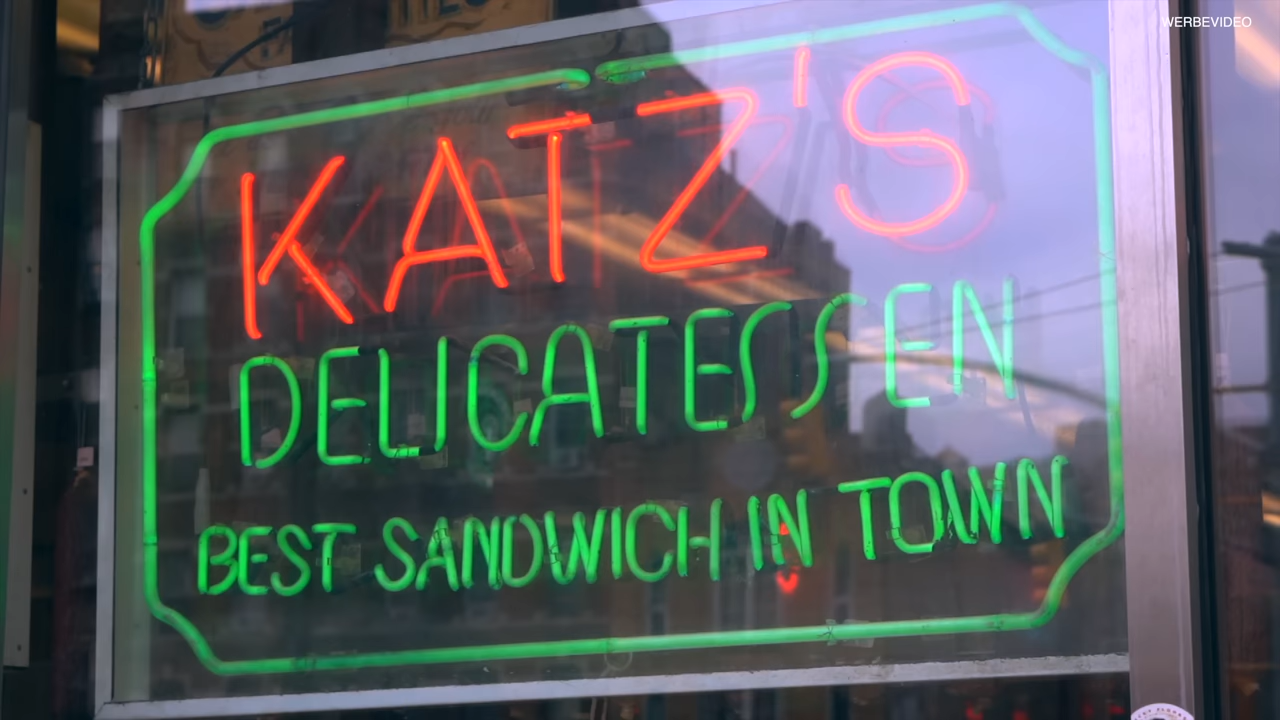 WERBEVIDEO
KATZ'S
DELICATESSEN
BEST SANDWICH IN TOWN